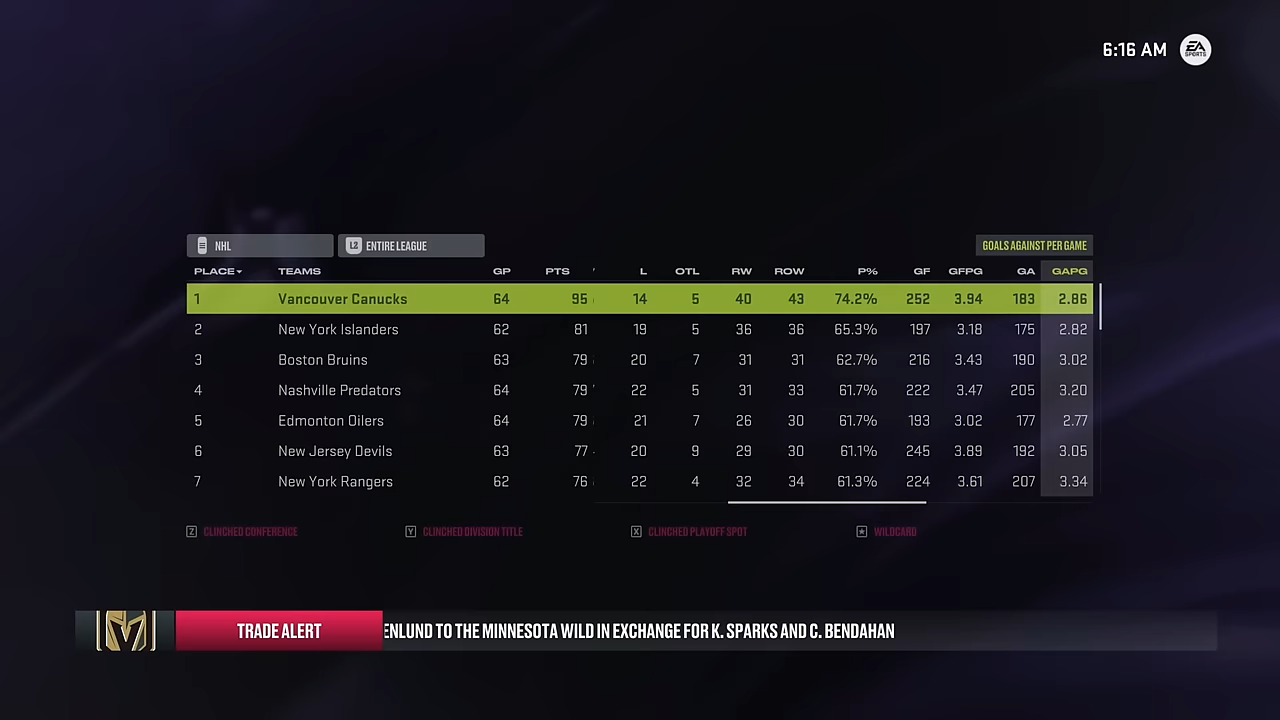 6:16 AM EA SPORTS
NHL L2 ENTIRE LEAGUE GOALS AGAINST PER GAME
PLACE TEAMS GP PTS L OTL RW ROW P% GF GFPG GA GAPG
1 Vancouver Canucks 64 95 14 5 40 43 74.2% 252 3.94 183 2.86
2 New York Islanders 62 81 19 5 36 36 65.3% 197 3.18 175 2.82
3 Boston Bruins 63 79 20 7 31 31 62.7% 216 3.43 190 3.02
4 Nashville Predators 64 79 22 5 31 33 61.7% 222 3.47 205 3.20
5 Edmonton Oilers 64 79 21 7 26 30 61.7% 193 3.02 177 2.77
6 New Jersey Devils 63 77 20 9 29 30 61.1% 245 3.89 192 3.05
7 New York Rangers 62 76 22 4 32 34 61.3% 224 3.61 207 3.34
Z CLINCHED CONFERENCE Y CLINCHED DIVISION TITLE X CLINCHED PLAYOFF SPOT WILDCARD
TRADE ALERT ENLUND TO THE MINNESOTA WILD IN EXCHANGE FOR K. SPARKS AND C. BENDAHAN